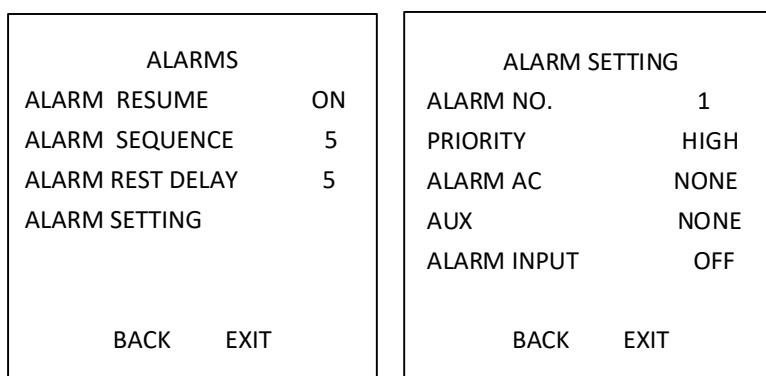 ALARMS
ALARM RESUME ON
ALARM SEQUENCE 5
ALARM REST DELAY 5
ALARM SETTING
BACK EXIT
ALARM SETTING
ALARM NO. 1
PRIORITY HIGH
ALARM AC NONE
AUX NONE
ALARM INPUT OFF
BACK EXIT